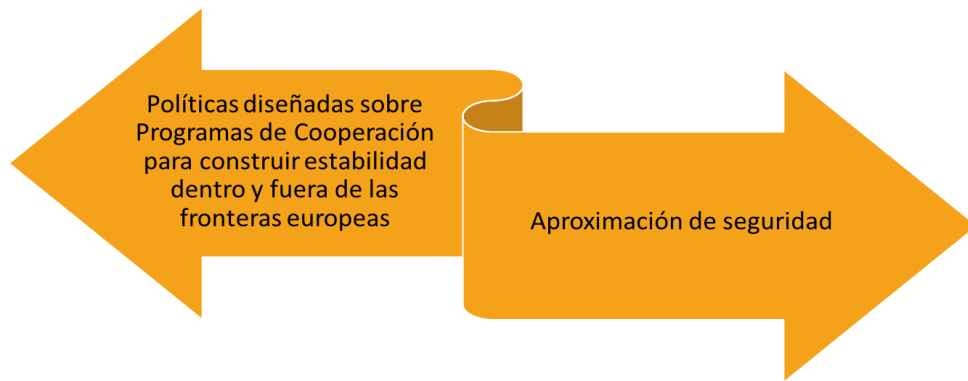 Políticas diseñadas sobre
Programas de Cooperación
para construir estabilidad
dentro y fuera de las
fronteras europeas
Aproximación de seguridad